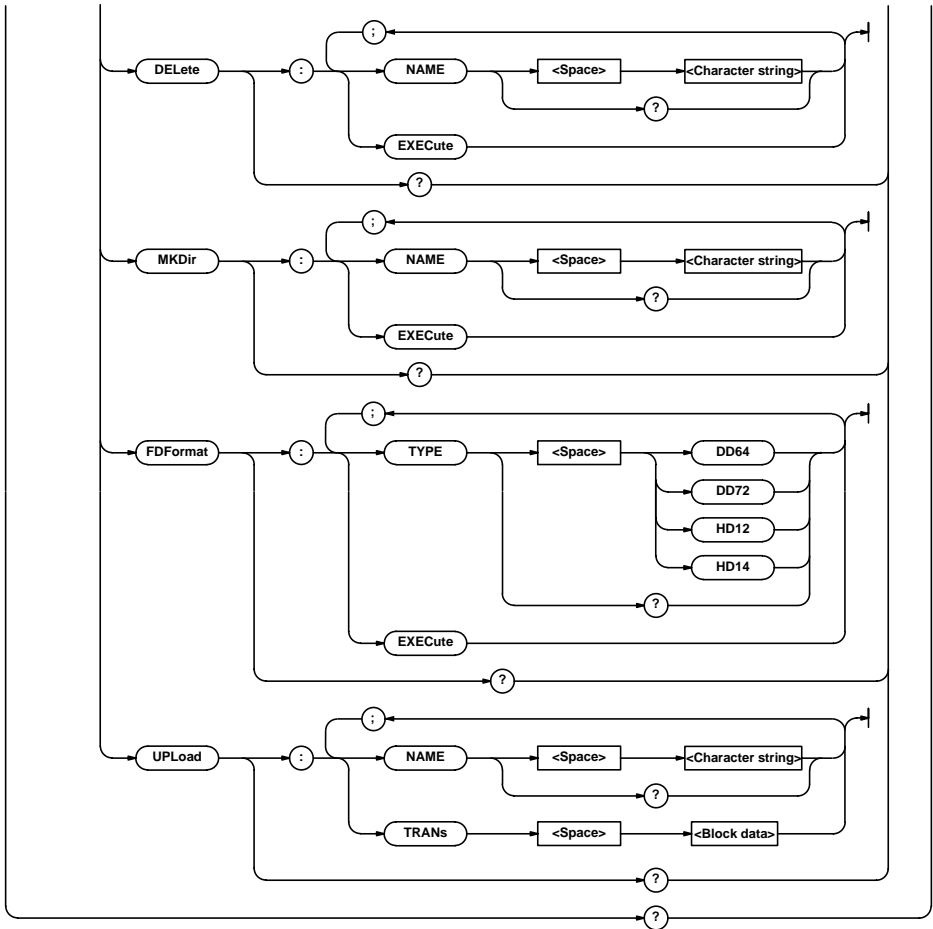 ;
DELete : NAME <Space> <Character string>
?
EXECute
?
;
MKDir : NAME <Space> <Character string>
?
EXECute
?
;
FDFormat : TYPE <Space> DD64
DD72
HD12
HD14
?
EXECute
?
;
UPLoad : NAME <Space> <Character string>
?
TRANs <Space> <Block data>
?
?